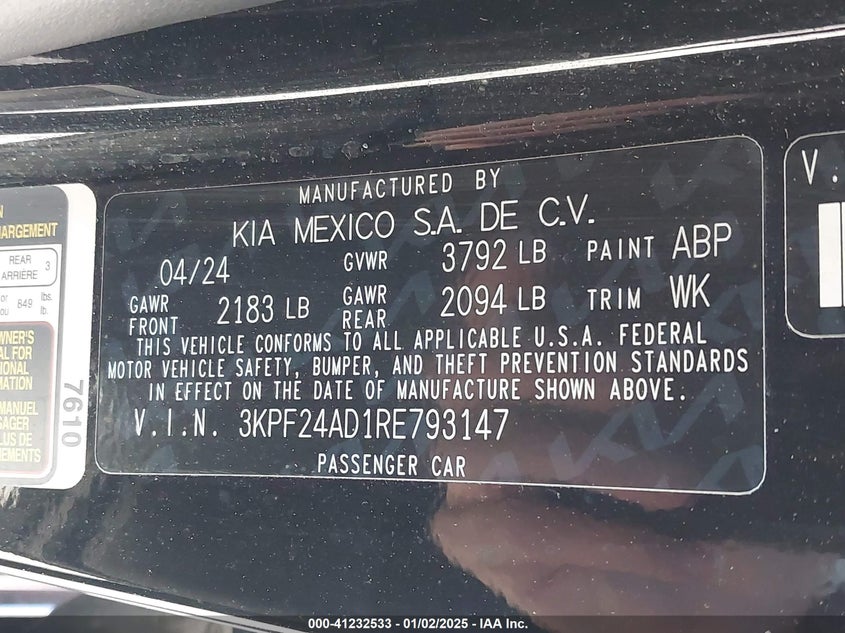 MANUFACTURED BY
KIA MEXICO S.A. DE C.V.
04/24 GVWR 3792 LB PAINT ABP
GAWR FRONT 2183 LB GAWR REAR 2094 LB TRIM WK
THIS VEHICLE CONFORMS TO ALL APPLICABLE U.S.A. FEDERAL
MOTOR VEHICLE SAFETY, BUMPER, AND THEFT PREVENTION STANDARDS
IN EFFECT ON THE DATE OF MANUFACTURE SHOWN ABOVE.
V.I.N. 3KPF24AD1RE793147
PASSENGER CAR
REAR
ARRIÈRE 3
849 lbs.
lb.
7610
V.
000-41232533 - 01/02/2025 - IAA Inc.